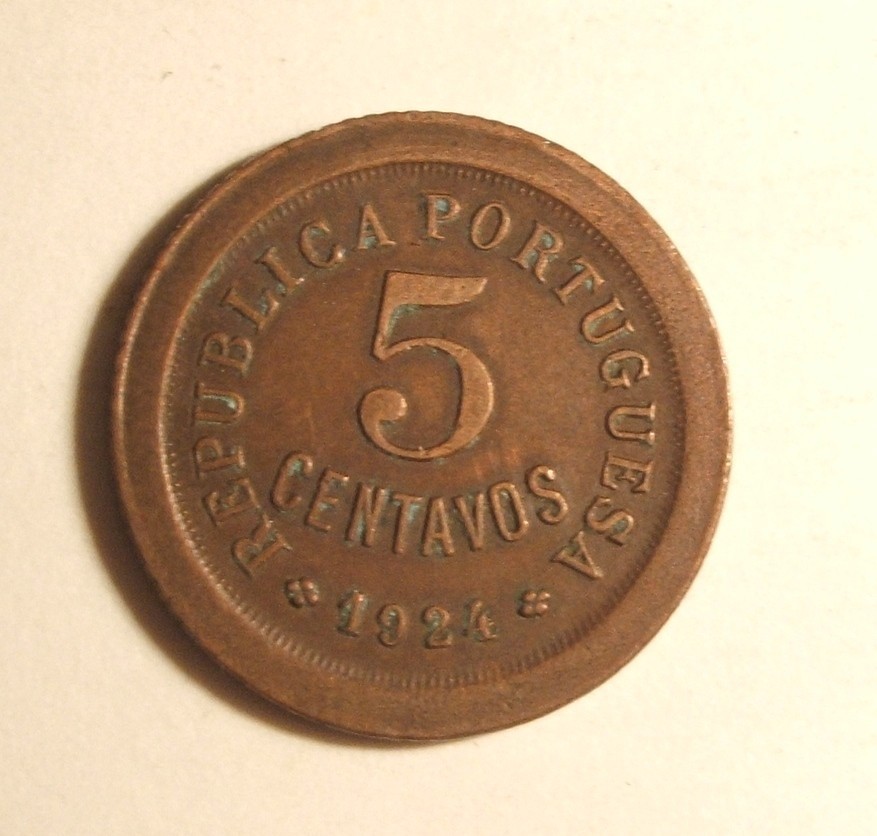 REPUBLICA PORTUGUESA
5
CENTAVOS
1924